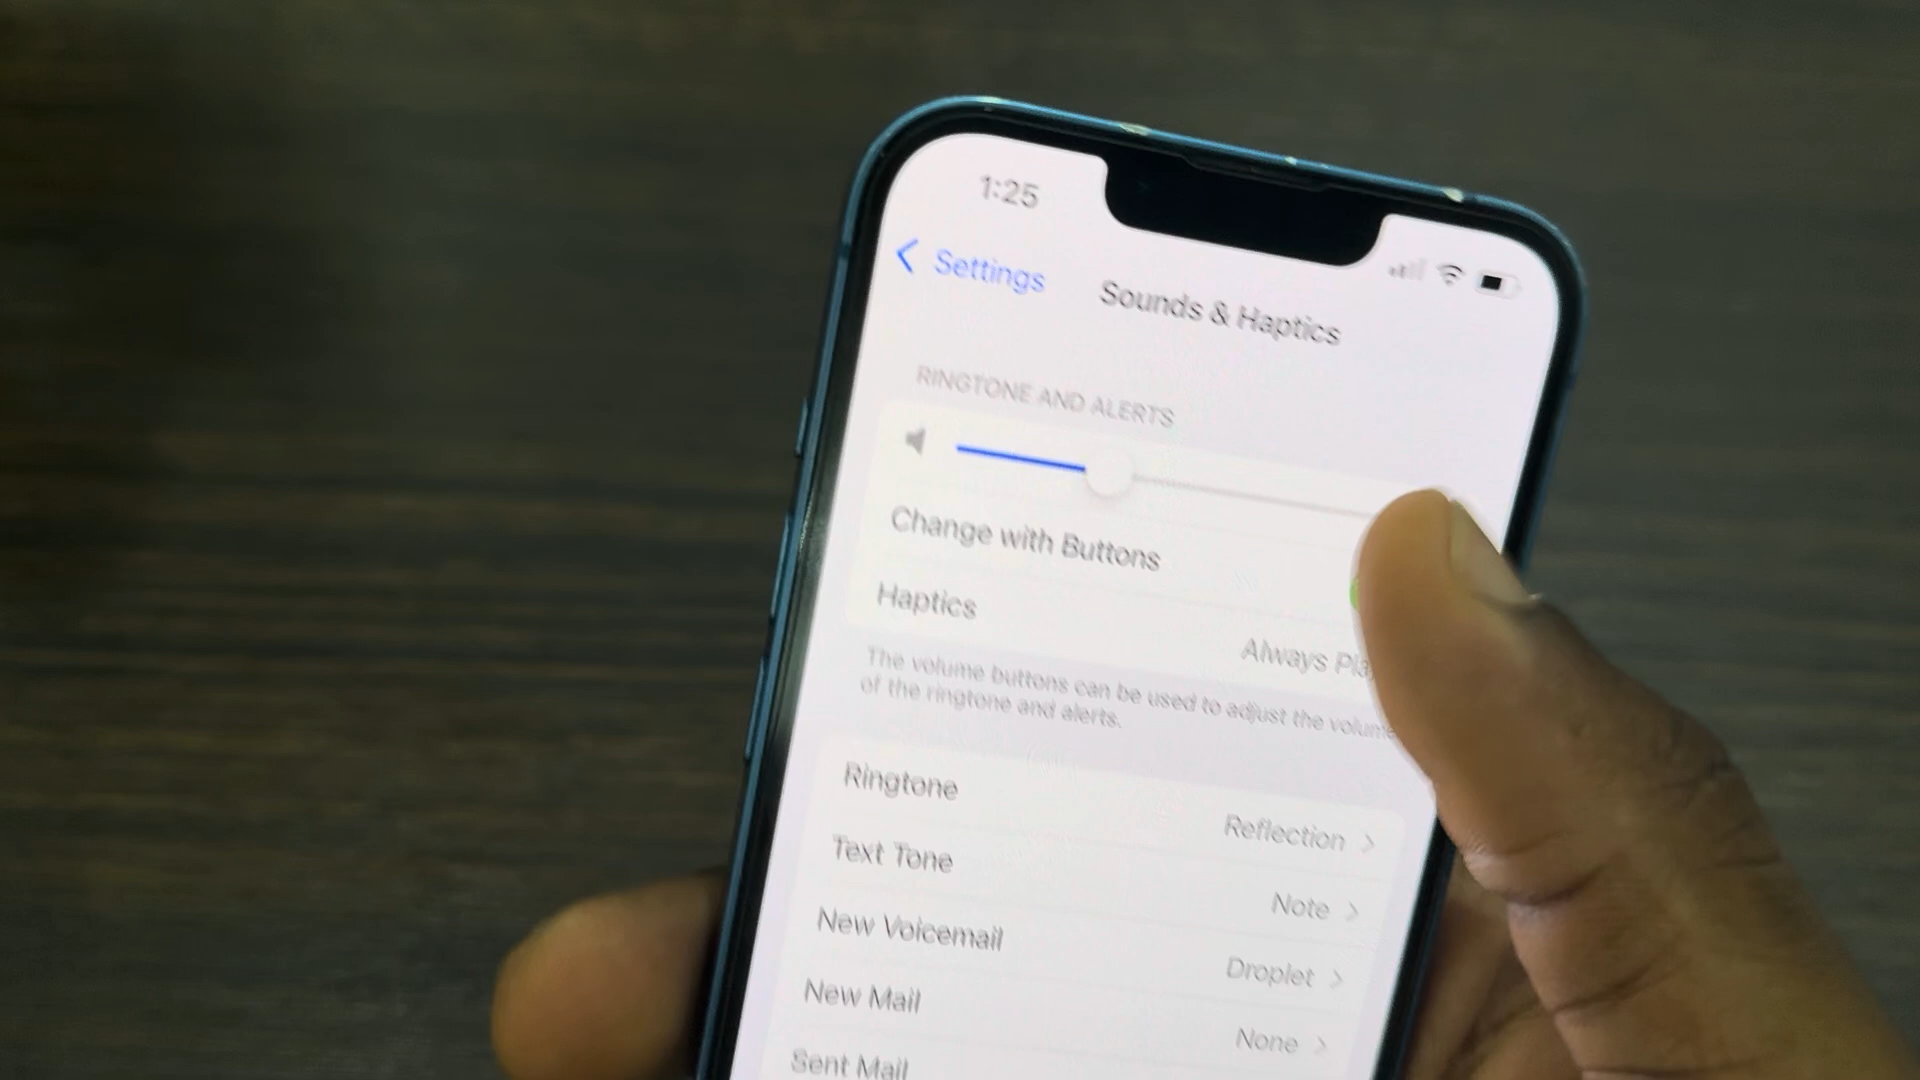 1:25
Settings
Sounds & Haptics
RINGTONE AND ALERTS
Change with Buttons
Haptics Always Pla
The volume buttons can be used to adjust the volume
of the ringtone and alerts.
Ringtone Reflection
Text Tone Note
New Voicemail Droplet
New Mail None
Sent Mail